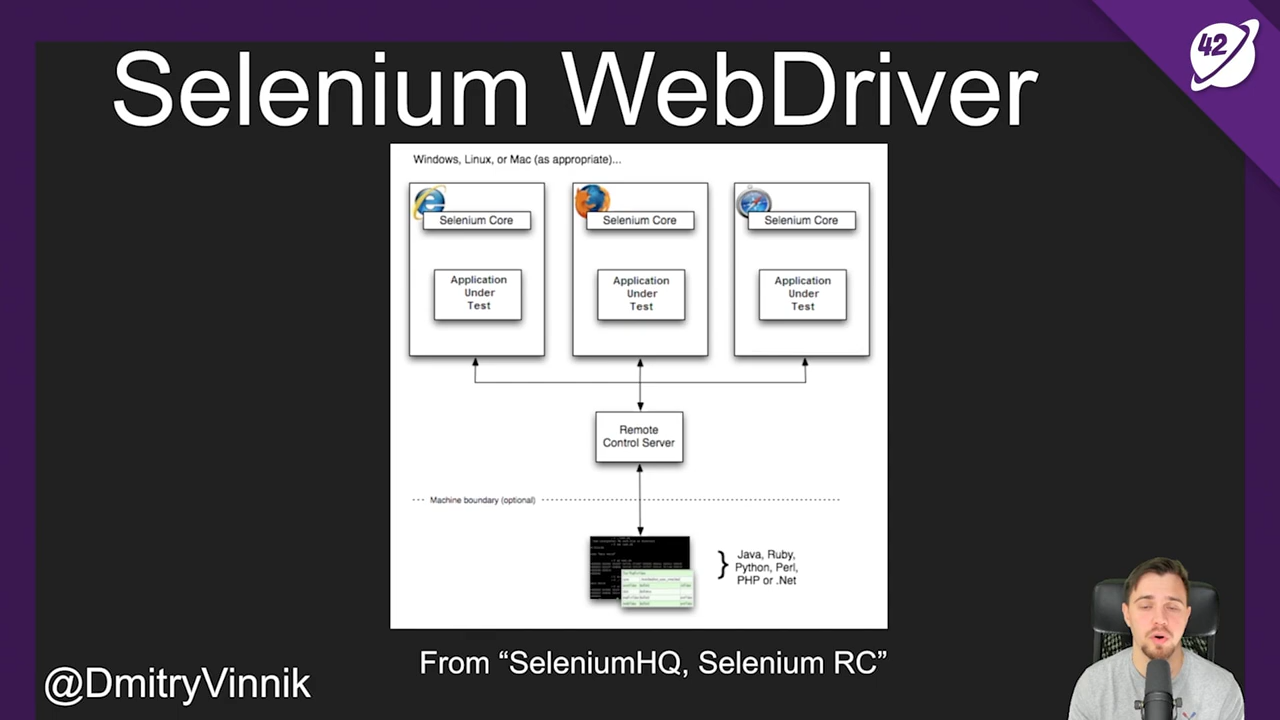 42
Selenium WebDriver
Windows, Linux, or Mac (as appropriate)...
Selenium Core
Selenium Core
Selenium Core
Application
Under
Test
Application
Under
Test
Application
Under
Test
Remote
Control Server
Machine boundary (optional)
Java, Ruby,
Python, Perl,
PHP or .Net
From “SeleniumHQ, Selenium RC”
@DmitryVinnik